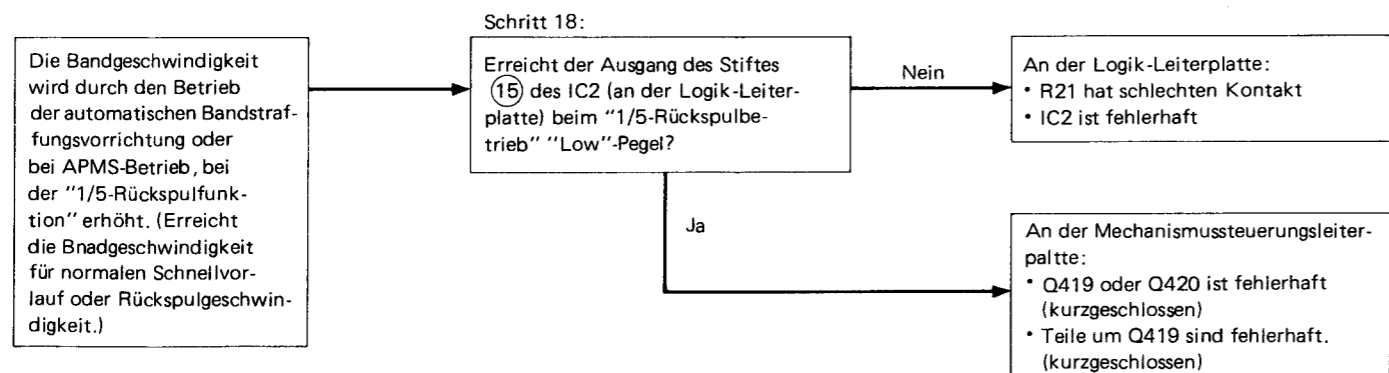 Schritt 18:
Die Bandgeschwindigkeit
wird durch den Betrieb
der automatischen Bandstraf-
fungsvorrichtung oder
bei APMS-Betrieb, bei
der "1/5-Rückspulfunk-
tion" erhöht. (Erreicht
die Bnadgeschwindigkeit
für normalen Schnellvor-
lauf oder Rückspulgeschwin-
digkeit.)
Erreicht der Ausgang des Stiftes
(15) des IC2 (an der Logik-Leiter-
platte) beim "1/5-Rückspulbe-
trieb" "Low"-Pegel?
Nein
An der Logik-Leiterplatte:
• R21 hat schlechten Kontakt
• IC2 ist fehlerhaft
Ja
An der Mechanismussteuerungsleiter-
paltte:
• Q419 oder Q420 ist fehlerhaft
(kurzgeschlossen)
• Teile um Q419 sind fehlerhaft.
(kurzgeschlossen)